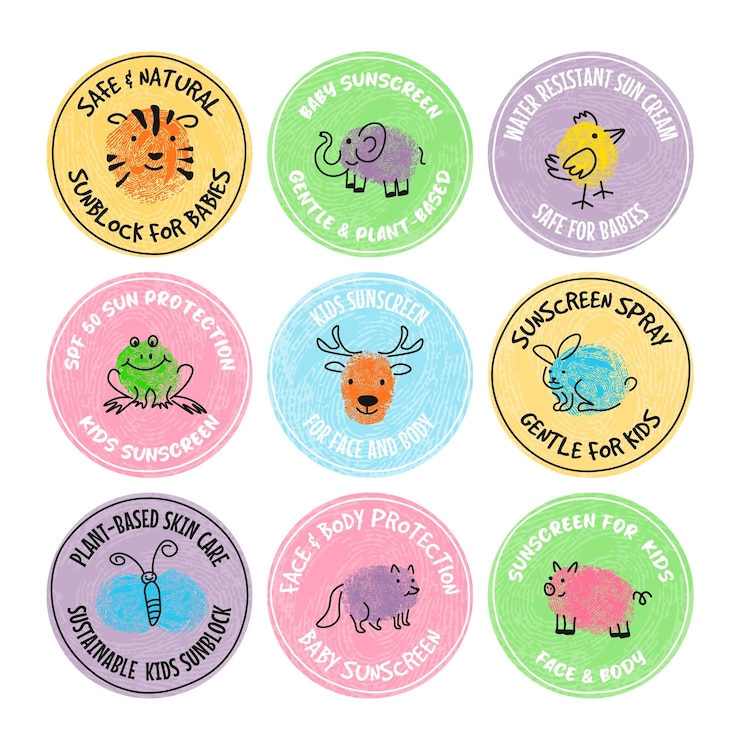 SAFE & NATURAL
SUNBLOCK FOR BABIES
BABY SUNSCREEN
GENTLE & PLANT-BASED
WATER RESISTANT SUN CREAM
SAFE FOR BABIES
SPF 50 SUN PROTECTION
KIDS SUNSCREEN
KIDS SUNSCREEN
FOR FACE AND BODY
SUNSCREEN SPRAY
GENTLE FOR KIDS
PLANT-BASED SKIN CARE
SUSTAINABLE KIDS SUNBLOCK
FACE & BODY PROTECTION
BABY SUNSCREEN
SUNSCREEN FOR KIDS
FACE & BODY